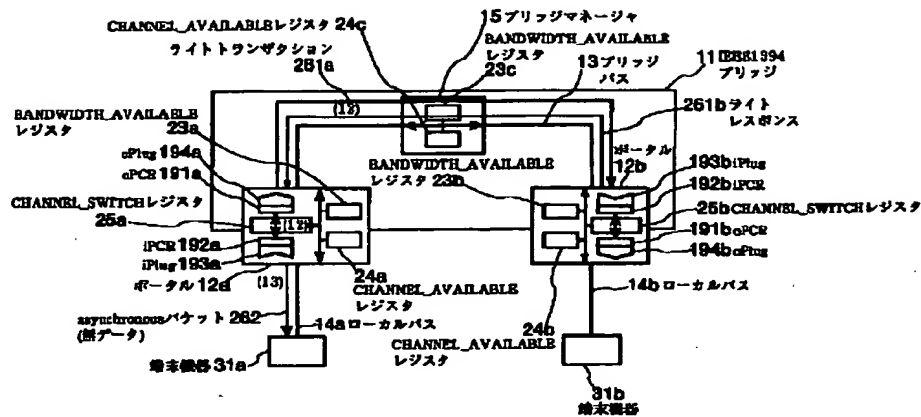 CHANNEL_AVAILABLEレジスタ 24c
ライトトランザクション
261a
15 ブリッジマネージャ
BANDWIDTH_AVAILABLE
レジスタ
23c
13 ブリッジ
バス
11 IEEE1394
ブリッジ
(12)
261b ライト
レスポンス
BANDWIDTH_AVAILABLE
レジスタ
23a
oPlug 194a
oPCR 191a
CHANNEL_SWITCHレジスタ
25a
(12)
iPCR 192a
iPlug 193a
ポータル 12a
(13)
BANDWIDTH_AVAILABLE
レジスタ 23b
ポータル
12b
193b iPlug
192b iPCR
25b CHANNEL_SWITCHレジスタ
191b oPCR
194b oPlug
24a
CHANNEL_AVAILABLE
レジスタ
asynchronousパケット 262
(無データ)
14a ローカルバス
端末機器 31a
24b
CHANNEL_AVAILABLE
レジスタ
14b ローカルバス
31b
端末機器